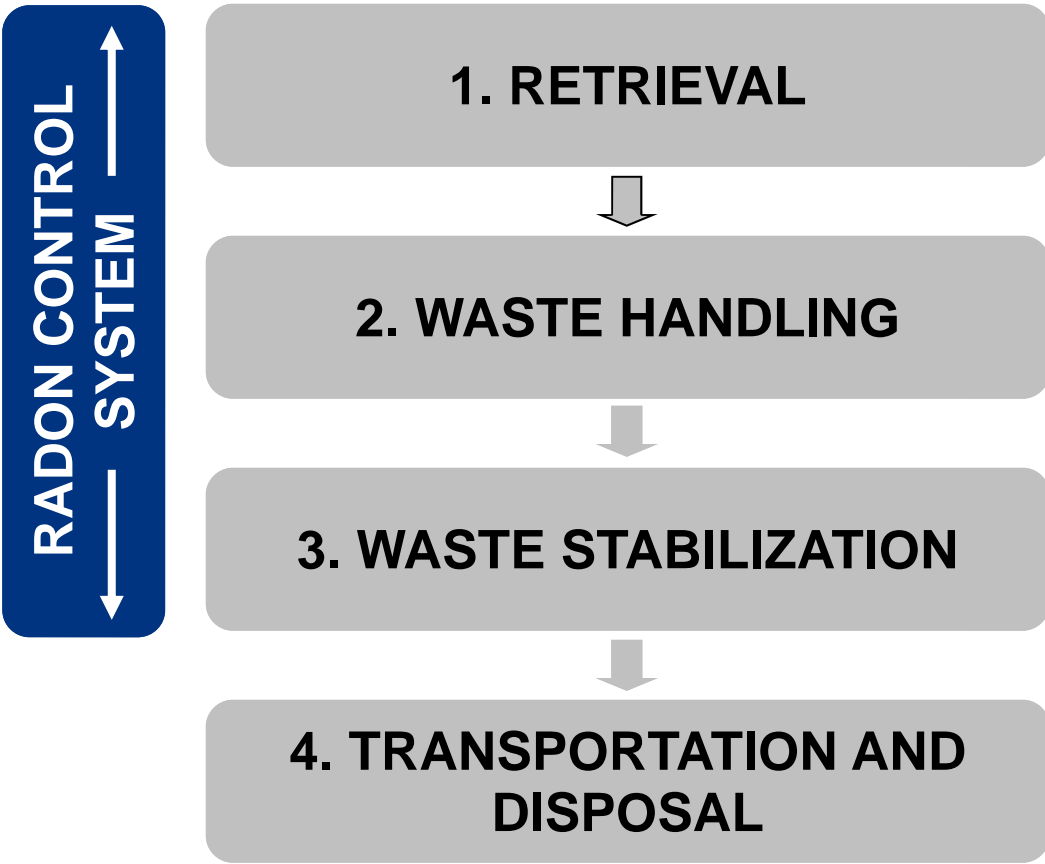 RADON CONTROL
SYSTEM
1. RETRIEVAL
2. WASTE HANDLING
3. WASTE STABILIZATION
4. TRANSPORTATION AND
DISPOSAL